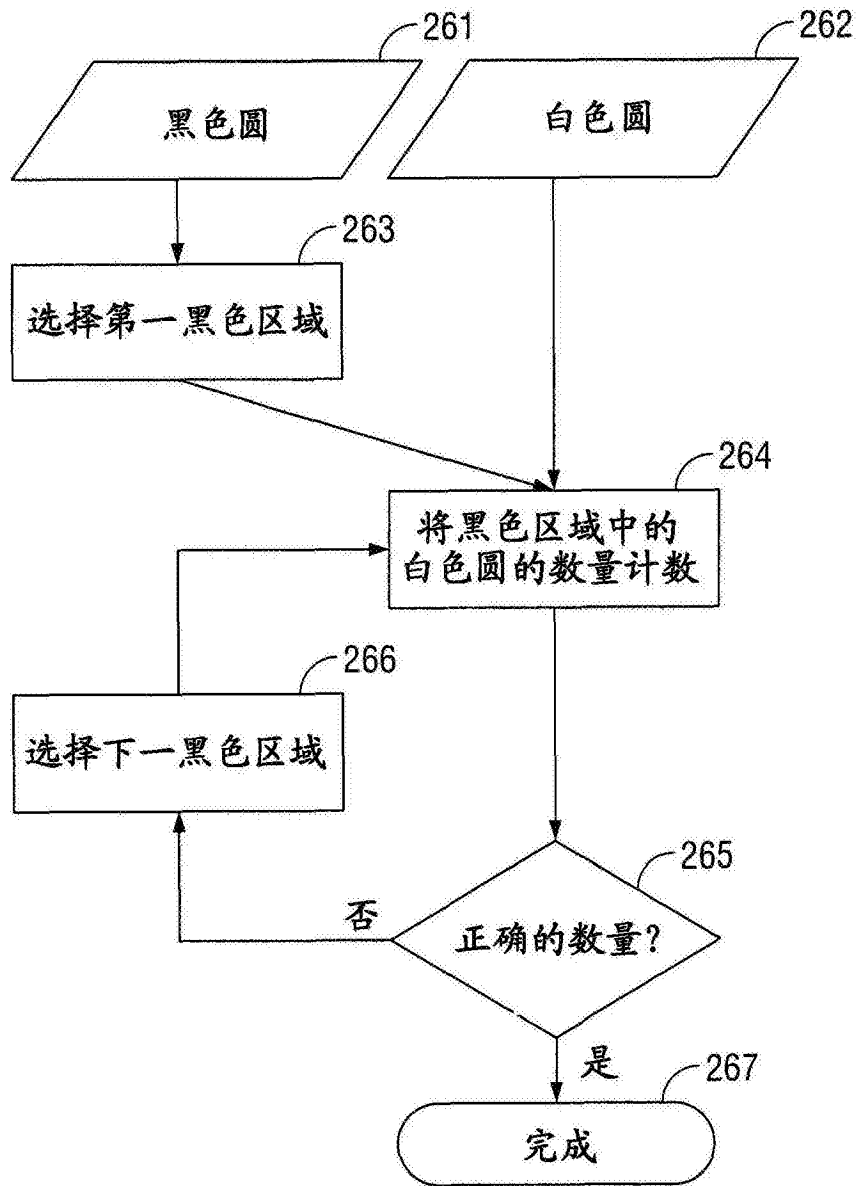 261
黑色圆
262
白色圆
263
选择第一黑色区域
264
将黑色区域中的
白色圆的数量计数
266
选择下一黑色区域
265
正确的数量?
否
是
267
完成